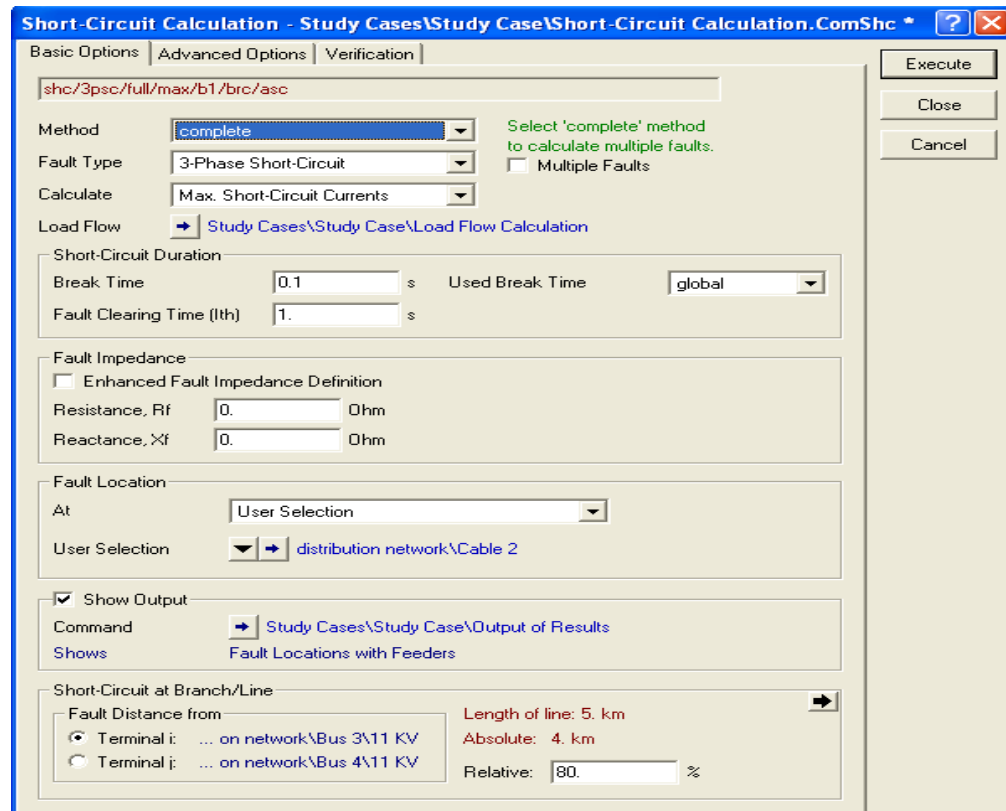 Short-Circuit Calculation - Study Cases\Study Case\Short-Circuit Calculation.ComShc *
Basic Options Advanced Options Verification
Execute
Close
Cancel
shc/3psc/full/max/b1/brc/asc
Method complete
Select 'complete' method
to calculate multiple faults.
Fault Type 3-Phase Short-Circuit Multiple Faults
Calculate Max. Short-Circuit Currents
Load Flow Study Cases\Study Case\Load Flow Calculation
Short-Circuit Duration
Break Time 0.1 s Used Break Time global
Fault Clearing Time (Ith) 1. s
Fault Impedance
Enhanced Fault Impedance Definition
Resistance, Rf 0. Ohm
Reactance, Xf 0. Ohm
Fault Location
At User Selection
User Selection distribution network\Cable 2
Show Output
Command Study Cases\Study Case\Output of Results
Shows Fault Locations with Feeders
Short-Circuit at Branch/Line
Fault Distance from
Terminal i: ... on network\Bus 3\11 KV
Terminal j: ... on network\Bus 4\11 KV
Length of line: 5. km
Absolute: 4. km
Relative: 80. %